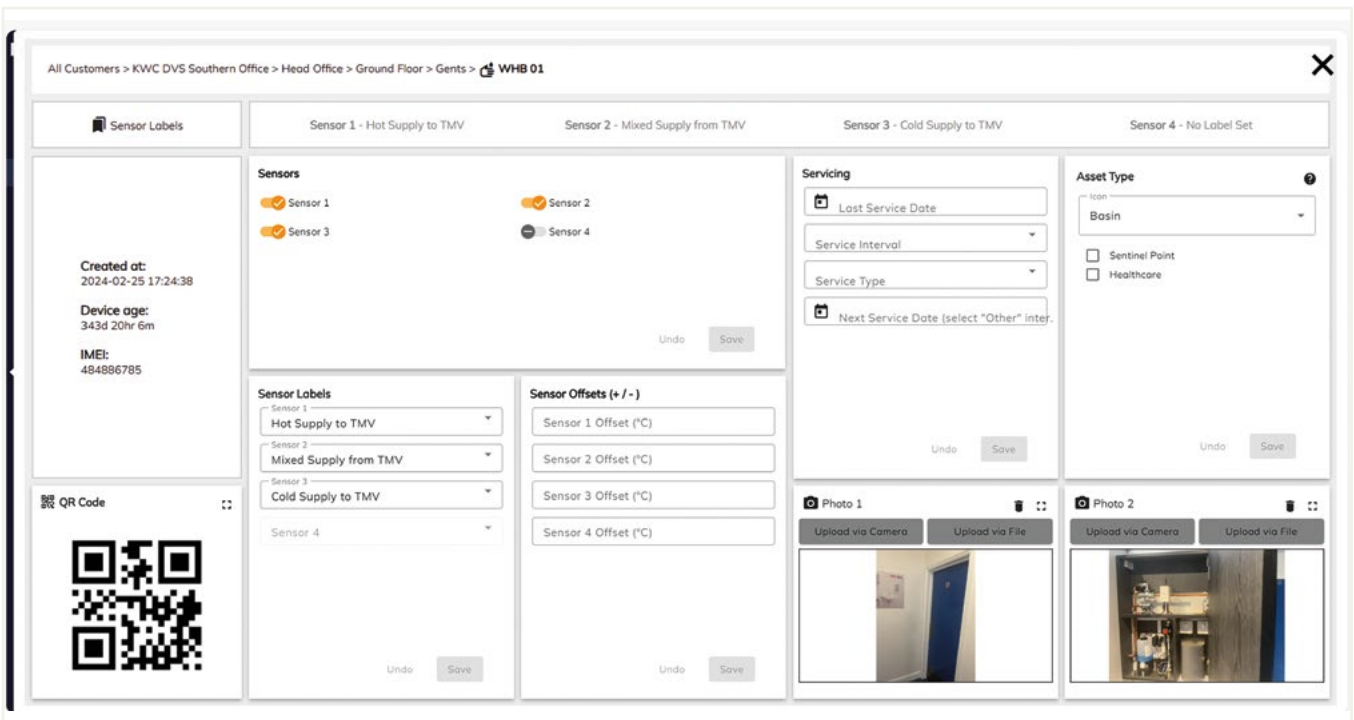 All Customers > KWC DVS Southern Office > Head Office > Ground Floor > Gents > WHB 01
Sensor Labels
Sensor 1 - Hot Supply to TMV
Sensor 2 - Mixed Supply from TMV
Sensor 3 - Cold Supply to TMV
Sensor 4 - No Label Set
Created at:
2024-02-25 17:24:38
Device age:
343d 20hr 6m
IMEI:
484886785
Sensors
Sensor 1
Sensor 2
Sensor 3
Sensor 4
Undo
Save
Servicing
Last Service Date
Service Interval
Service Type
Next Service Date (select "Other" inter.
Undo
Save
Asset Type
Icon
Basin
Sentinel Point
Healthcare
Undo
Save
Sensor Labels
Sensor 1
Hot Supply to TMV
Sensor 2
Mixed Supply from TMV
Sensor 3
Cold Supply to TMV
Sensor 4
Undo
Save
Sensor Offsets (+ / - )
Sensor 1 Offset (°C)
Sensor 2 Offset (°C)
Sensor 3 Offset (°C)
Sensor 4 Offset (°C)
Undo
Save
QR Code
Photo 1
Upload via Camera
Upload via File
Photo 2
Upload via Camera
Upload via File